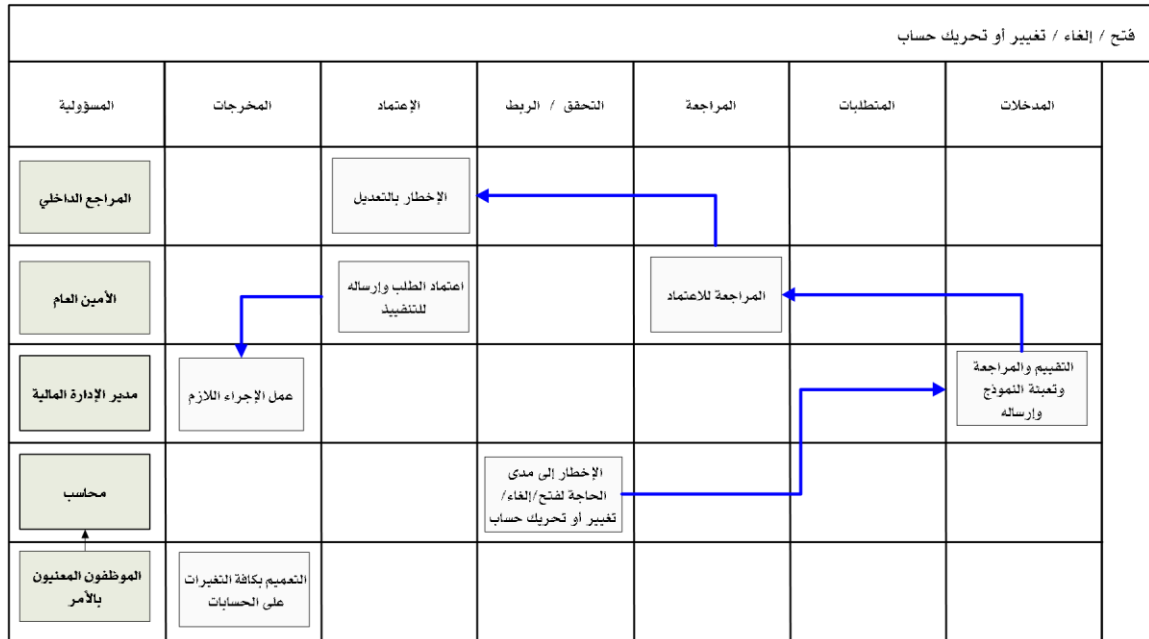 فتح / إلغاء / تغيير أو تحريك حساب
المدخلات
المتطلبات
المراجعة
التحقق / الربط
الإعتماد
المخرجات
المسؤولية
الإخطار بالتعديل
المراجع الداخلي
المراجعة للاعتماد
اعتماد الطلب وإرساله
للتنفييذ
الأمين العام
التقييم والمراجعة
وتعبئة النموذج
وإرساله
عمل الإجراء اللازم
مدير الإدارة المالية
الإخطار إلى مدى
الحاجة لفتح/إلغاء/
تغيير أو تحريك حساب
محاسب
التعميم بكافة التغيرات
على الحسابات
الموظفون المعنيون
بالأمر